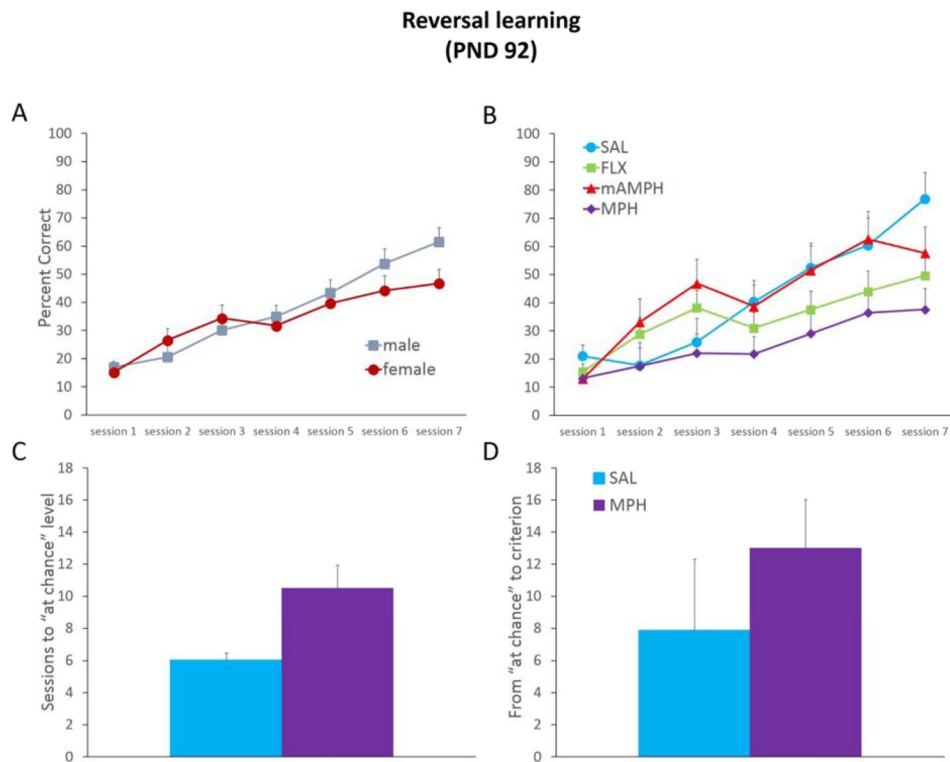 Reversal learning
(PND 92)
A
Percent Correct
100
90
80
70
60
50
40
30
20
10
0
male
female
session 1 session 2 session 3 session 4 session 5 session 6 session 7
B
100
90
80
70
60
50
40
30
20
10
0
SAL
FLX
mAMPH
MPH
session 1 session 2 session 3 session 4 session 5 session 6 session 7
C
Sessions to "at chance" level
18
16
14
12
10
8
6
4
2
0
D
From "at chance" to criterion
18
16
14
12
10
8
6
4
2
0
SAL
MPH